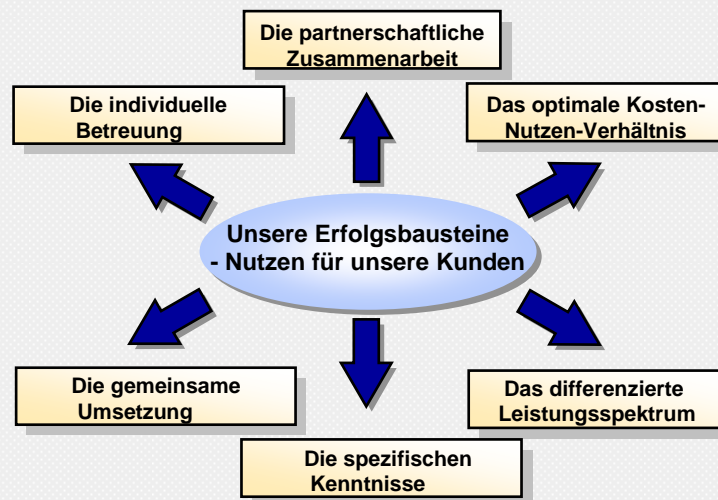 Die partnerschaftliche
Zusammenarbeit
Die individuelle
Betreuung
Das optimale Kosten-
Nutzen-Verhältnis
Unsere Erfolgsbausteine
- Nutzen für unsere Kunden
Die gemeinsame
Umsetzung
Das differenzierte
Leistungsspektrum
Die spezifischen
Kenntnisse